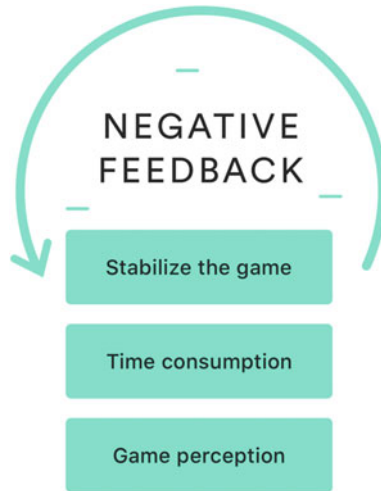 NEGATIVE
FEEDBACK
Stabilize the game
Time consumption
Game perception